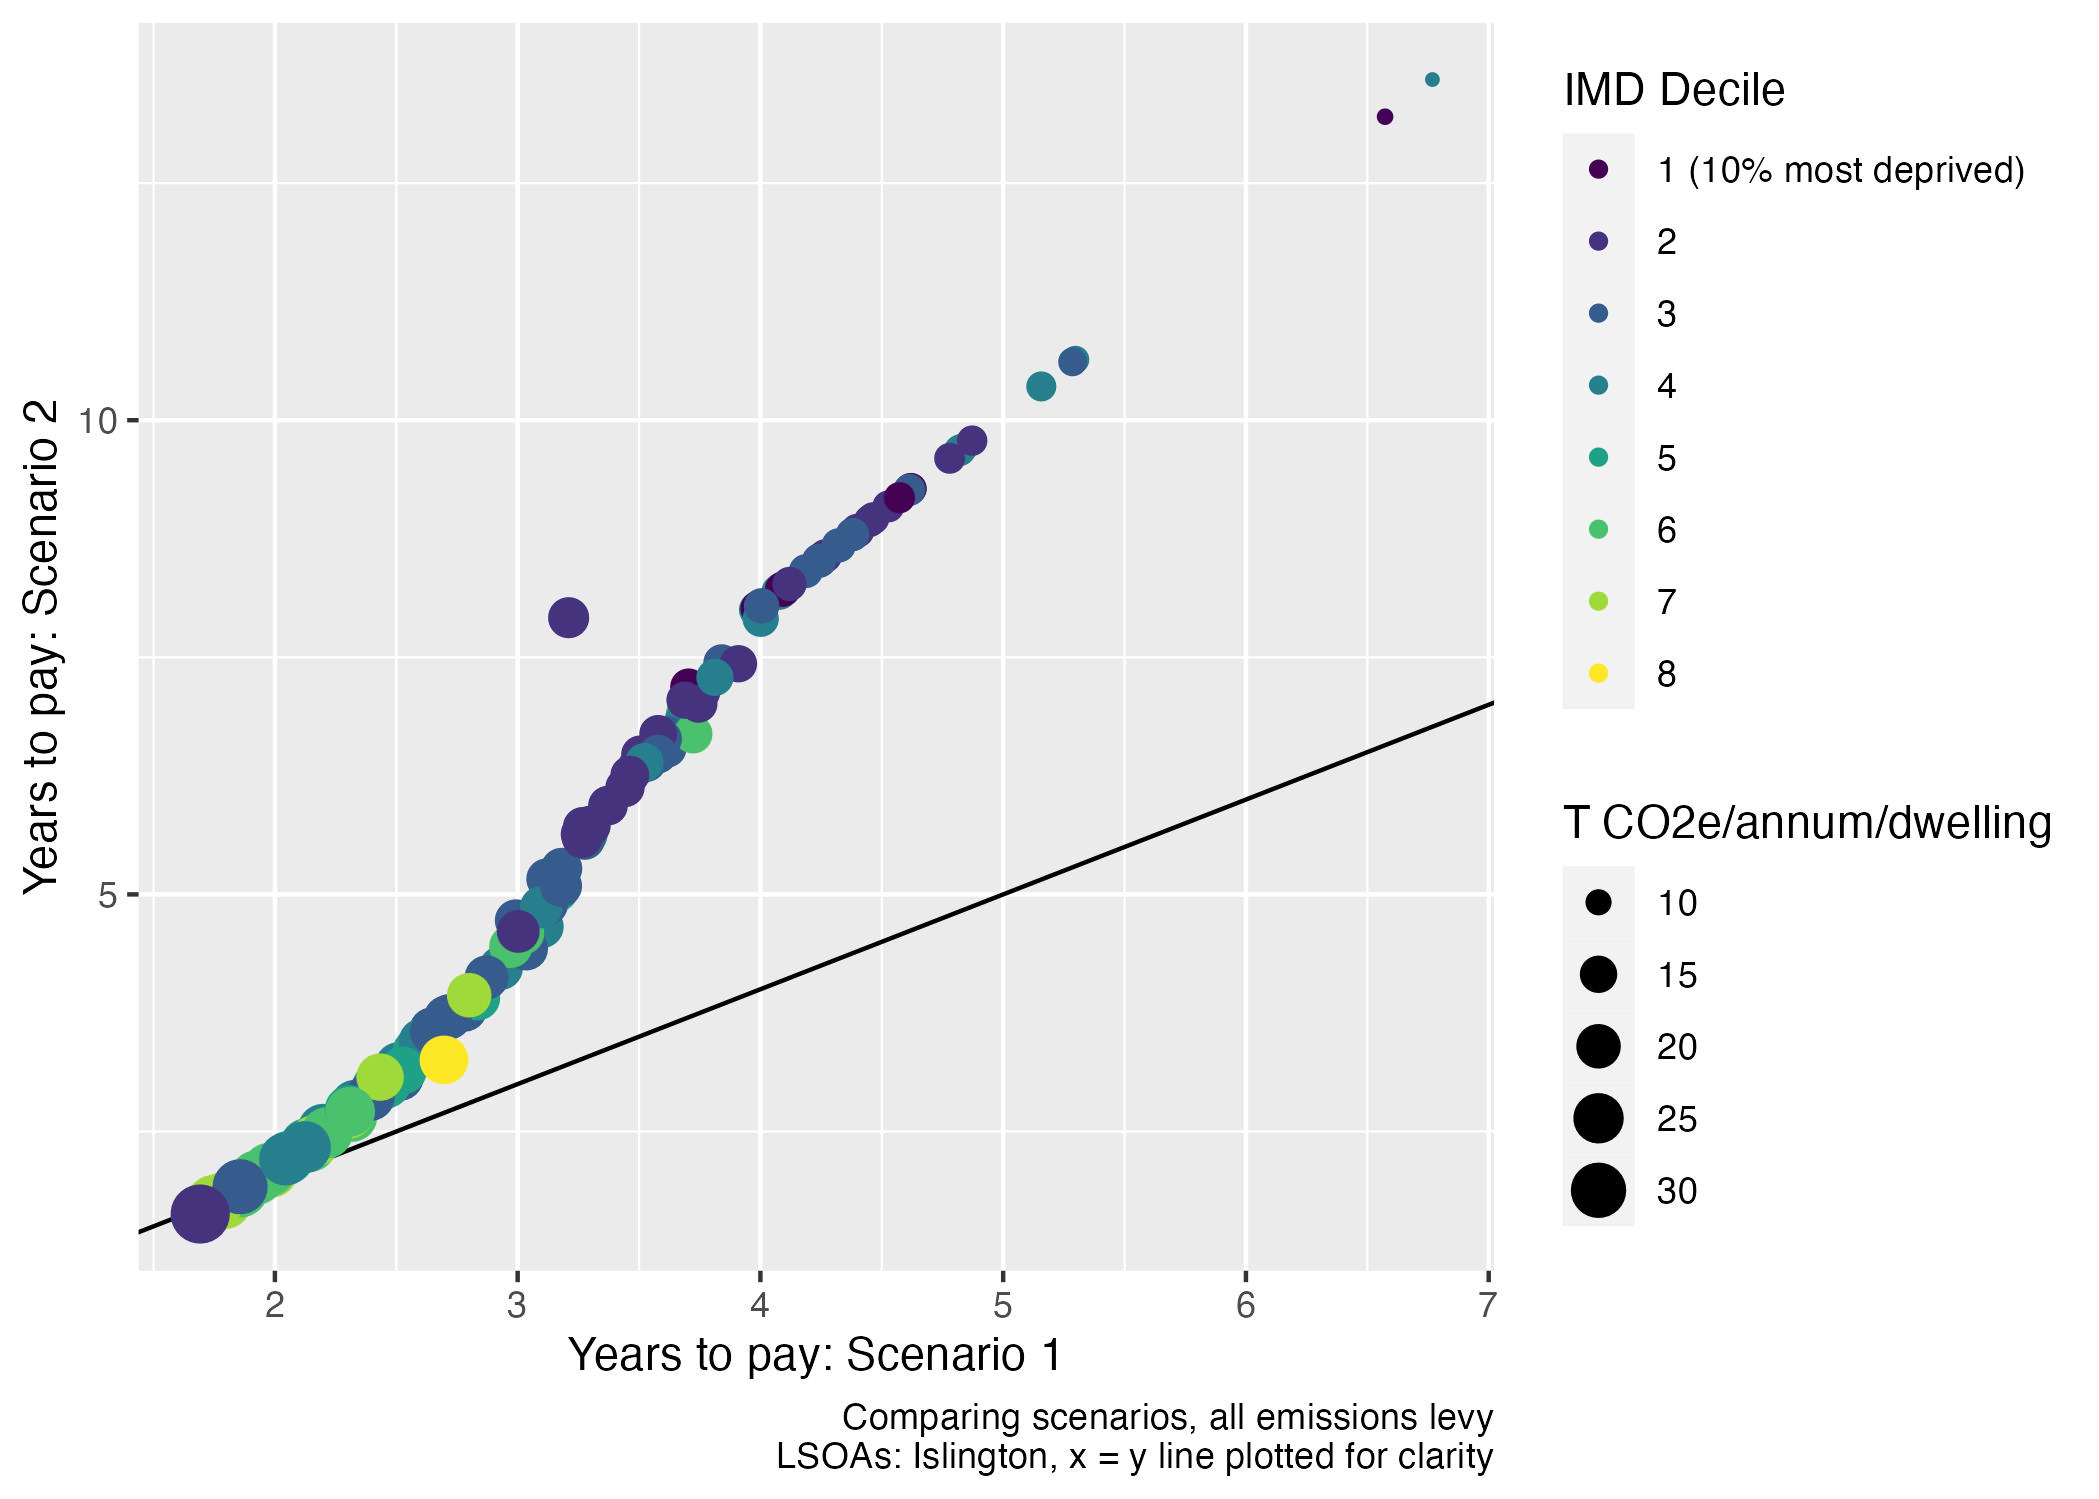 Years to pay: Scenario 2
10
5
2
3
4
5
6
7
Years to pay: Scenario 1
Comparing scenarios, all emissions levy
LSOAs: Islington, x = y line plotted for clarity
IMD Decile
1 (10% most deprived)
2
3
4
5
6
7
8
T CO2e/annum/dwelling
10
15
20
25
30